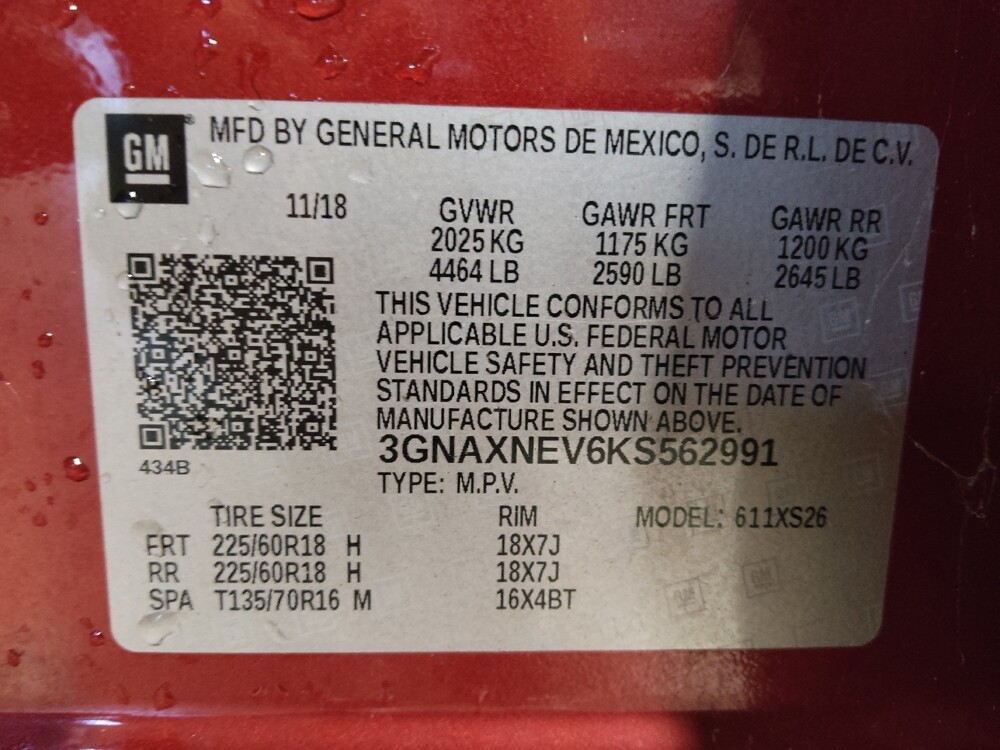 GM® MFD BY GENERAL MOTORS DE MEXICO, S. DE R.L. DE C.V.
11/18 GVWR GAWR FRT GAWR RR
2025 KG 1175 KG 1200 KG
4464 LB 2590 LB 2645 LB
THIS VEHICLE CONFORMS TO ALL
APPLICABLE U.S. FEDERAL MOTOR
VEHICLE SAFETY AND THEFT PREVENTION
STANDARDS IN EFFECT ON THE DATE OF
MANUFACTURE SHOWN ABOVE.
3GNAXNEV6KS562991
434B
TYPE: M.P.V.
TIRE SIZE RIM MODEL: 611XS26
FRT 225/60R18 H 18X7J
RR 225/60R18 H 18X7J
SPA T135/70R16 M 16X4BT